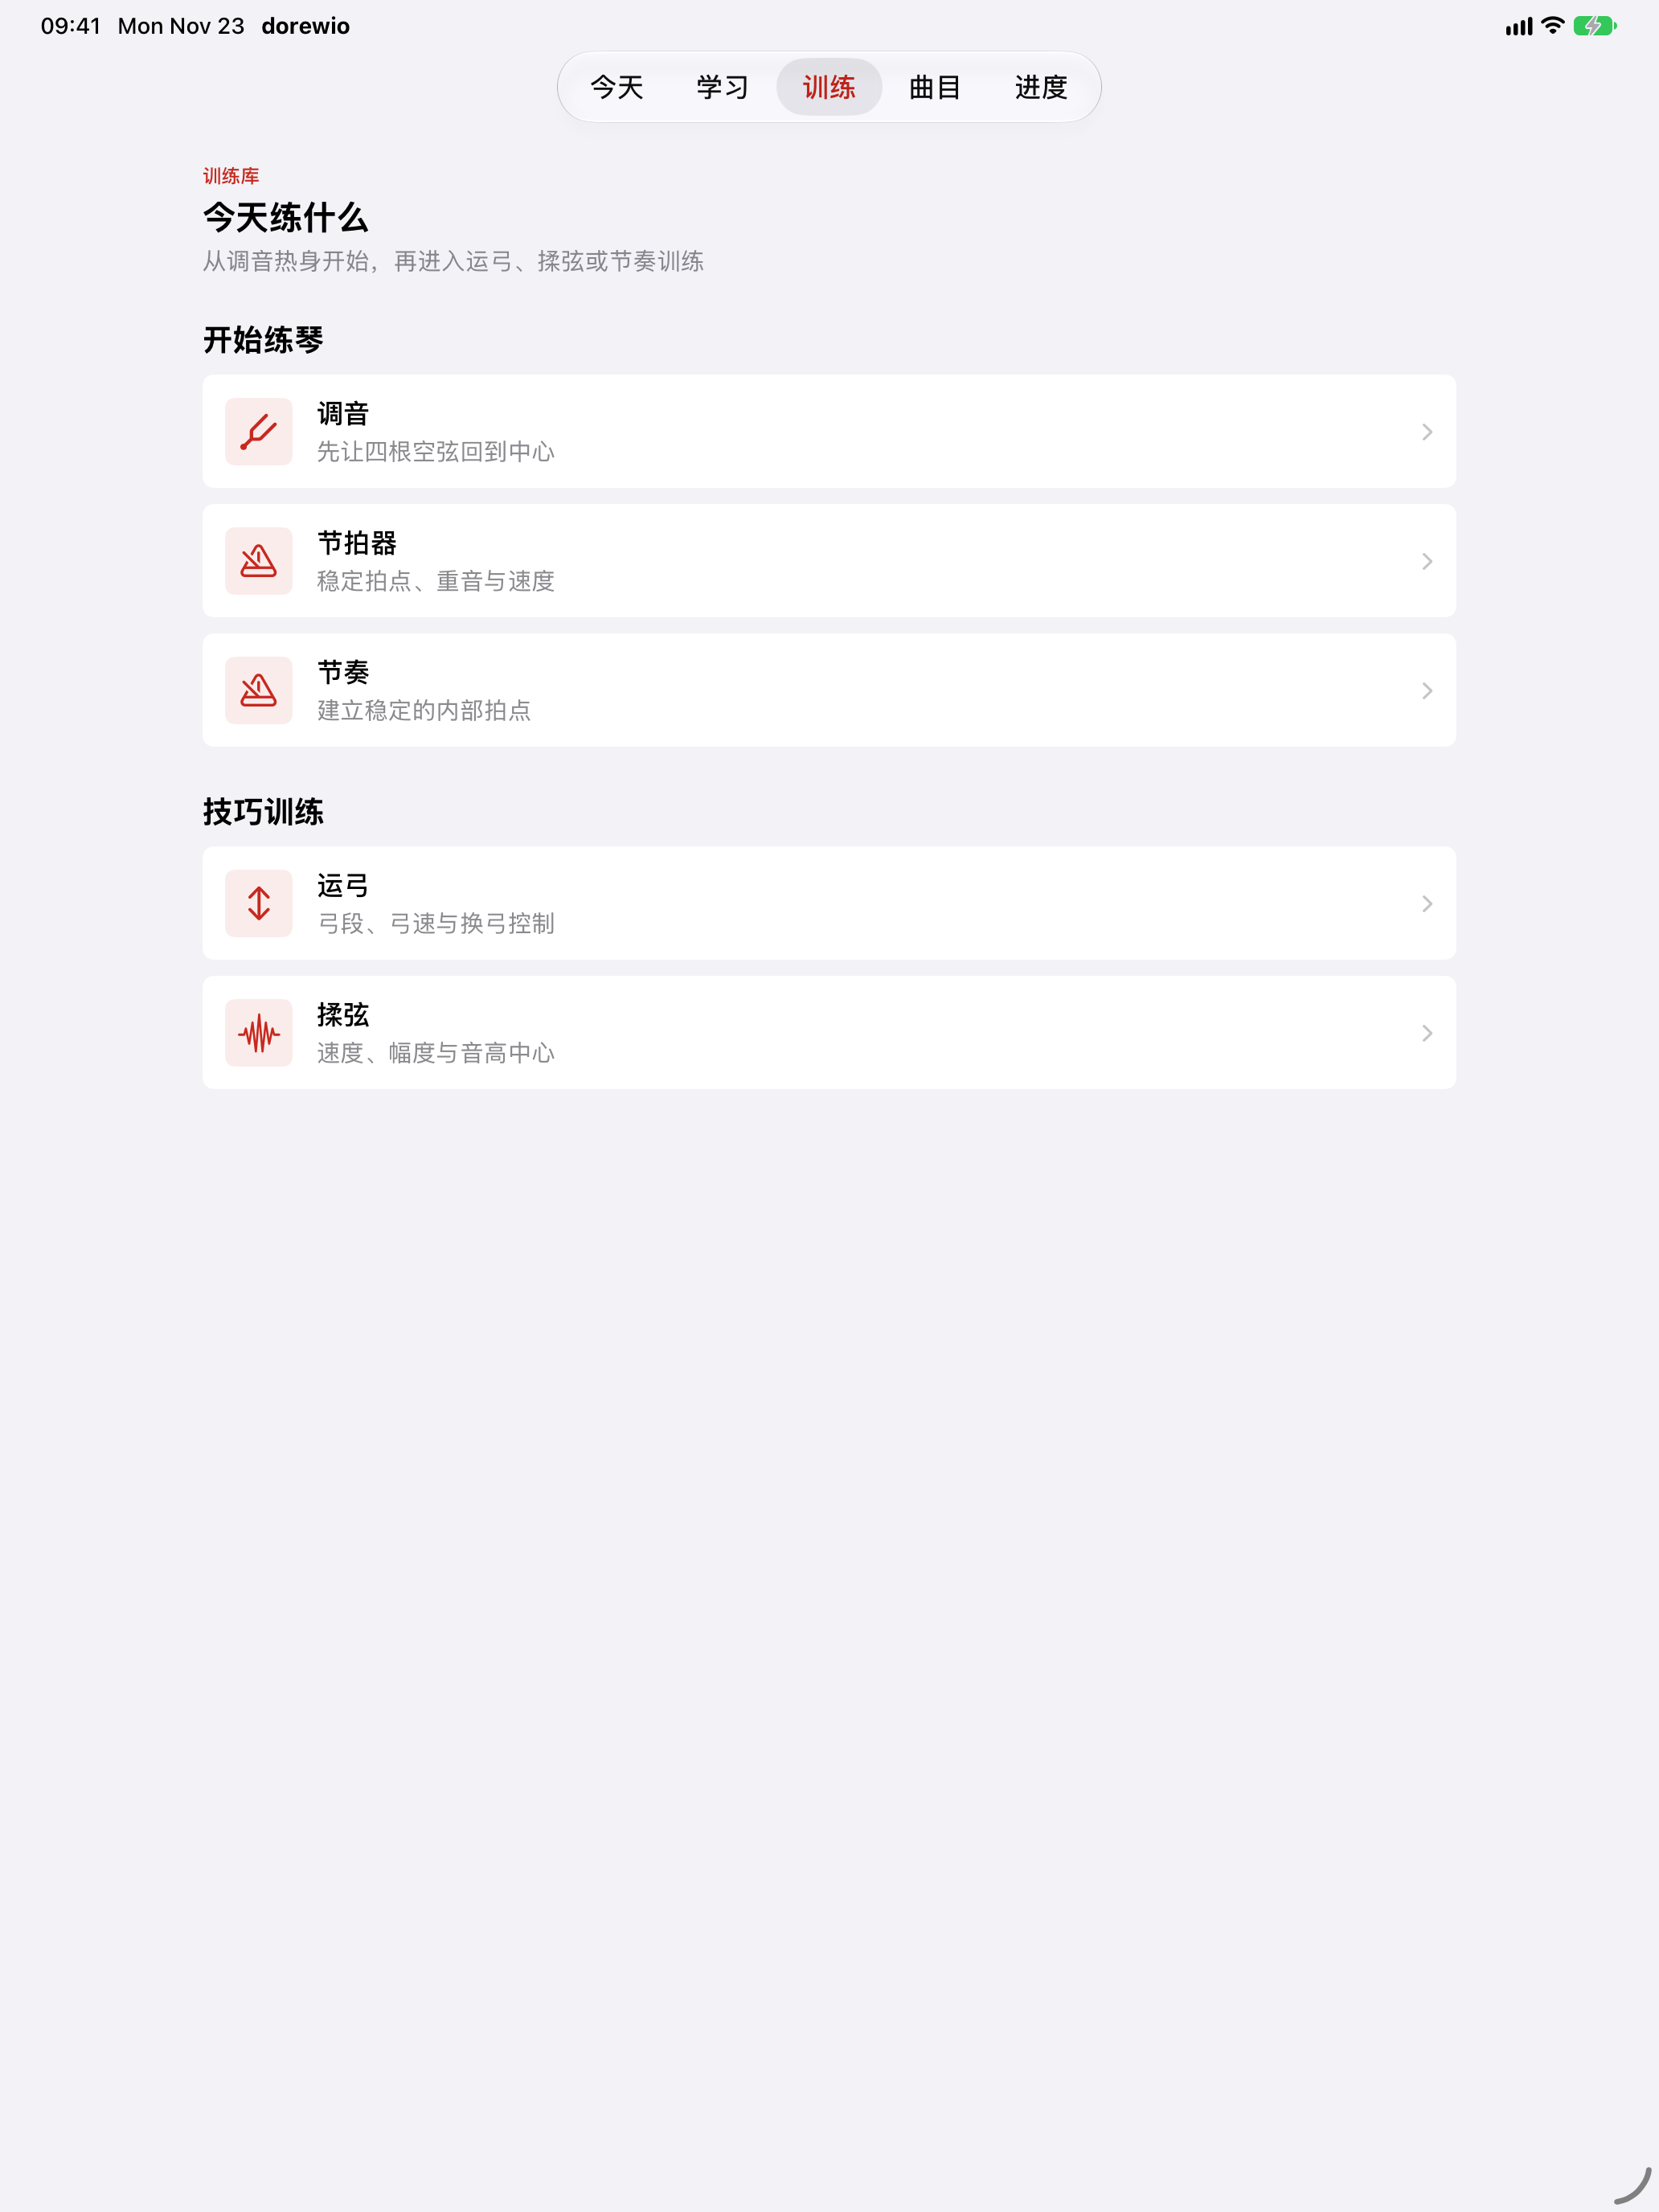 09:41 Mon Nov 23 dorewio
今天 学习 训练 曲目 进度
训练库
今天练什么
从调音热身开始，再进入运弓、揉弦或节奏训练
开始练琴
调音
先让四根空弦回到中心
节拍器
稳定拍点、重音与速度
节奏
建立稳定的内部拍点
技巧训练
运弓
弓段、弓速与换弓控制
揉弦
速度、幅度与音高中心